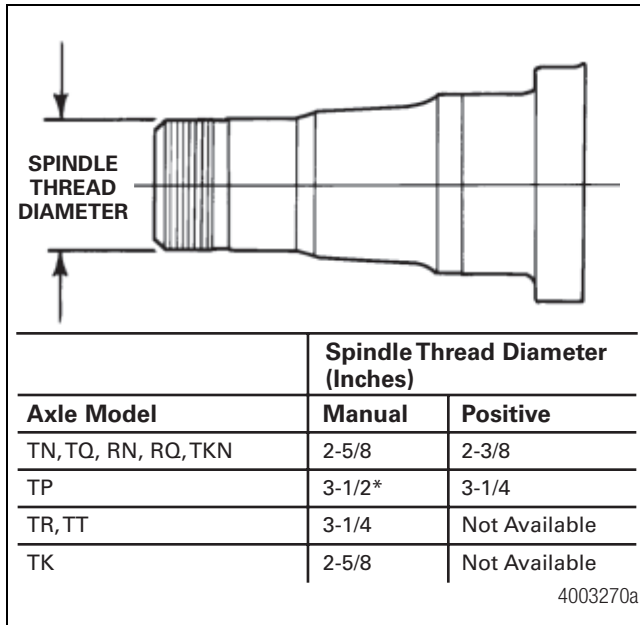 SPINDLE
THREAD
DIAMETER
Spindle Thread Diameter
(Inches)
Axle Model Manual Positive
TN, TQ, RN, RQ, TKN 2-5/8 2-3/8
TP 3-1/2* 3-1/4
TR, TT 3-1/4 Not Available
TK 2-5/8 Not Available
4003270a